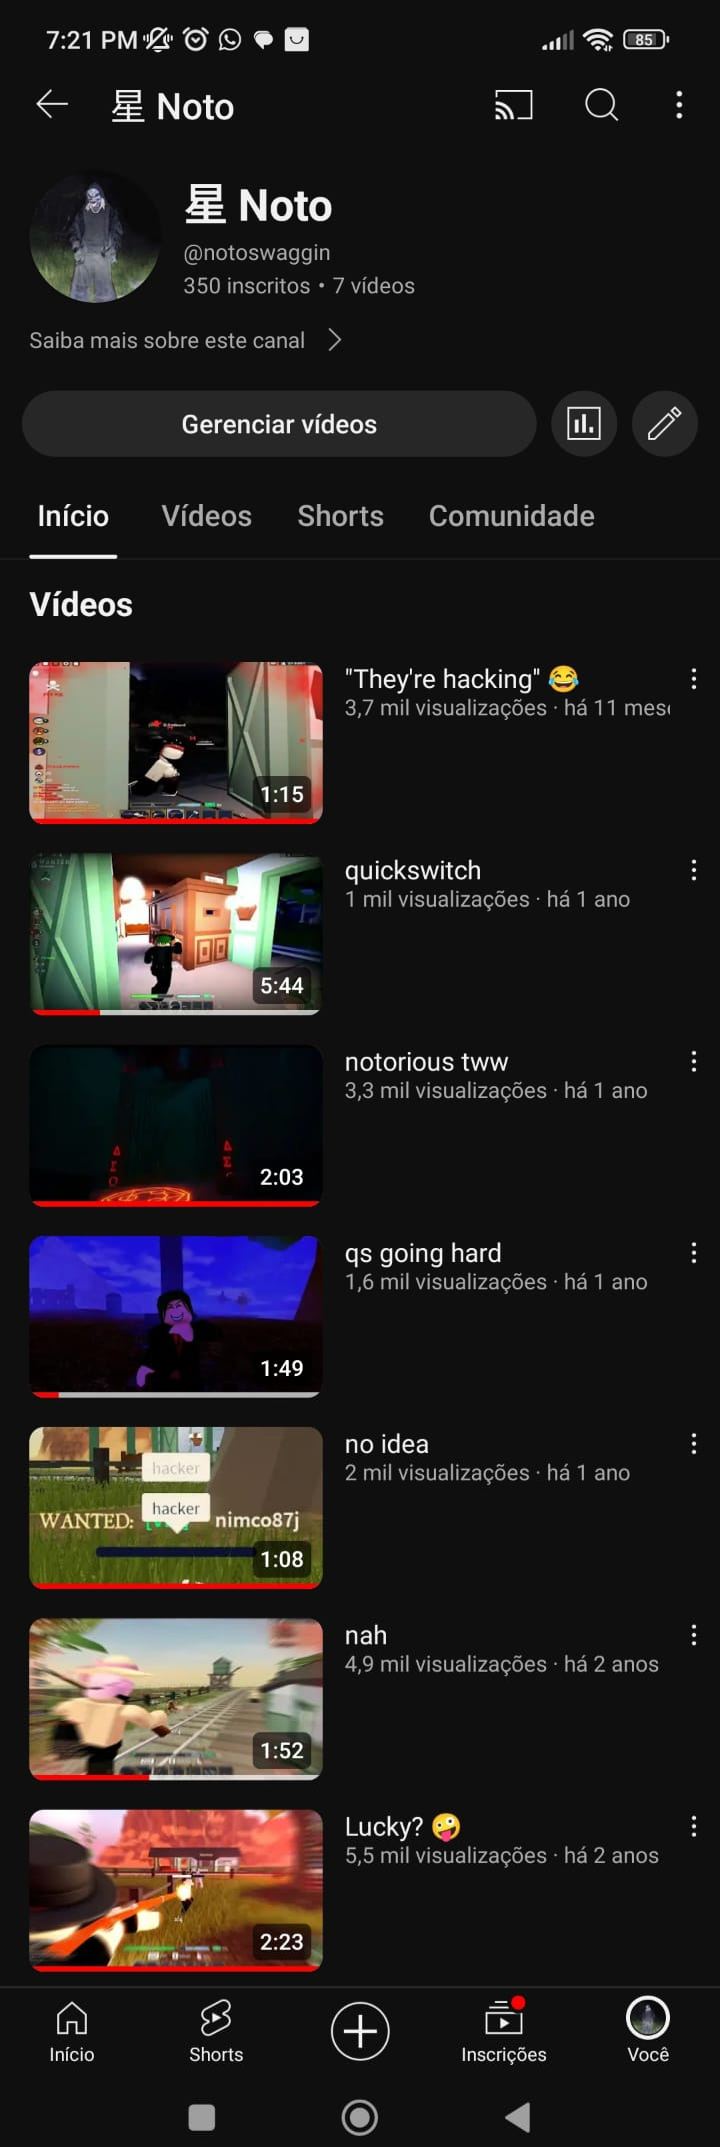 7:21 PM
85
星 Noto
星 Noto
@notoswaggin
350 inscritos • 7 vídeos
Saiba mais sobre este canal
Gerenciar vídeos
Início Vídeos Shorts Comunidade
Vídeos
"They're hacking" 😂
3,7 mil visualizações · há 11 mes
1:15
quickswitch
1 mil visualizações · há 1 ano
5:44
notorious tww
3,3 mil visualizações · há 1 ano
2:03
qs going hard
1,6 mil visualizações · há 1 ano
1:49
no idea
2 mil visualizações · há 1 ano
hacker
hacker
WANTED: nimco87j
1:08
nah
4,9 mil visualizações · há 2 anos
1:52
Lucky? 🤪
5,5 mil visualizações · há 2 anos
2:23
Início Shorts Inscrições Você